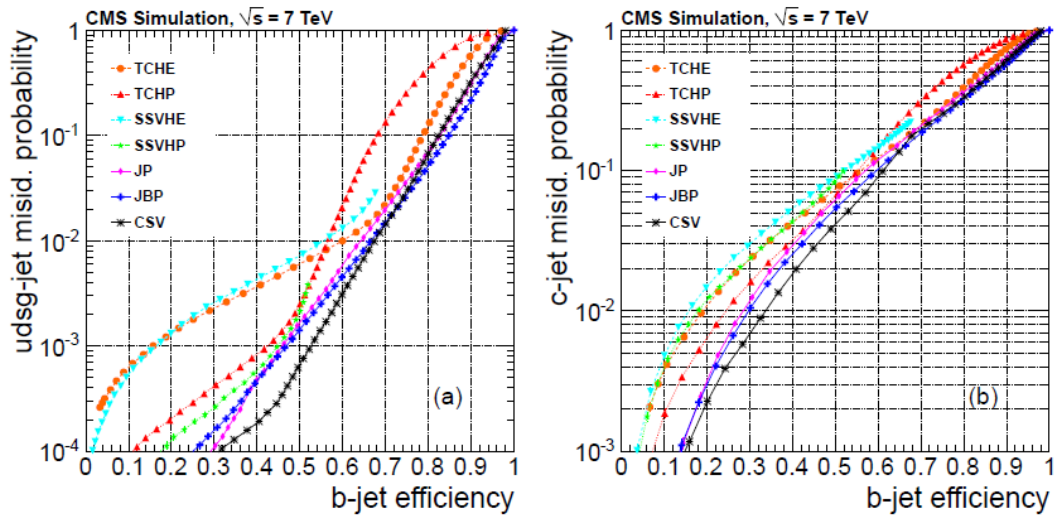 CMS Simulation, √s = 7 TeV
udsg-jet misid. probability
1
10⁻¹
10⁻²
10⁻³
10⁻⁴
TCHE
TCHP
SSVHE
SSVHP
JP
JBP
CSV
(a)
0 0.1 0.2 0.3 0.4 0.5 0.6 0.7 0.8 0.9 1
b-jet efficiency
CMS Simulation, √s = 7 TeV
c-jet misid. probability
1
10⁻¹
10⁻²
10⁻³
TCHE
TCHP
SSVHE
SSVHP
JP
JBP
CSV
(b)
0 0.1 0.2 0.3 0.4 0.5 0.6 0.7 0.8 0.9 1
b-jet efficiency